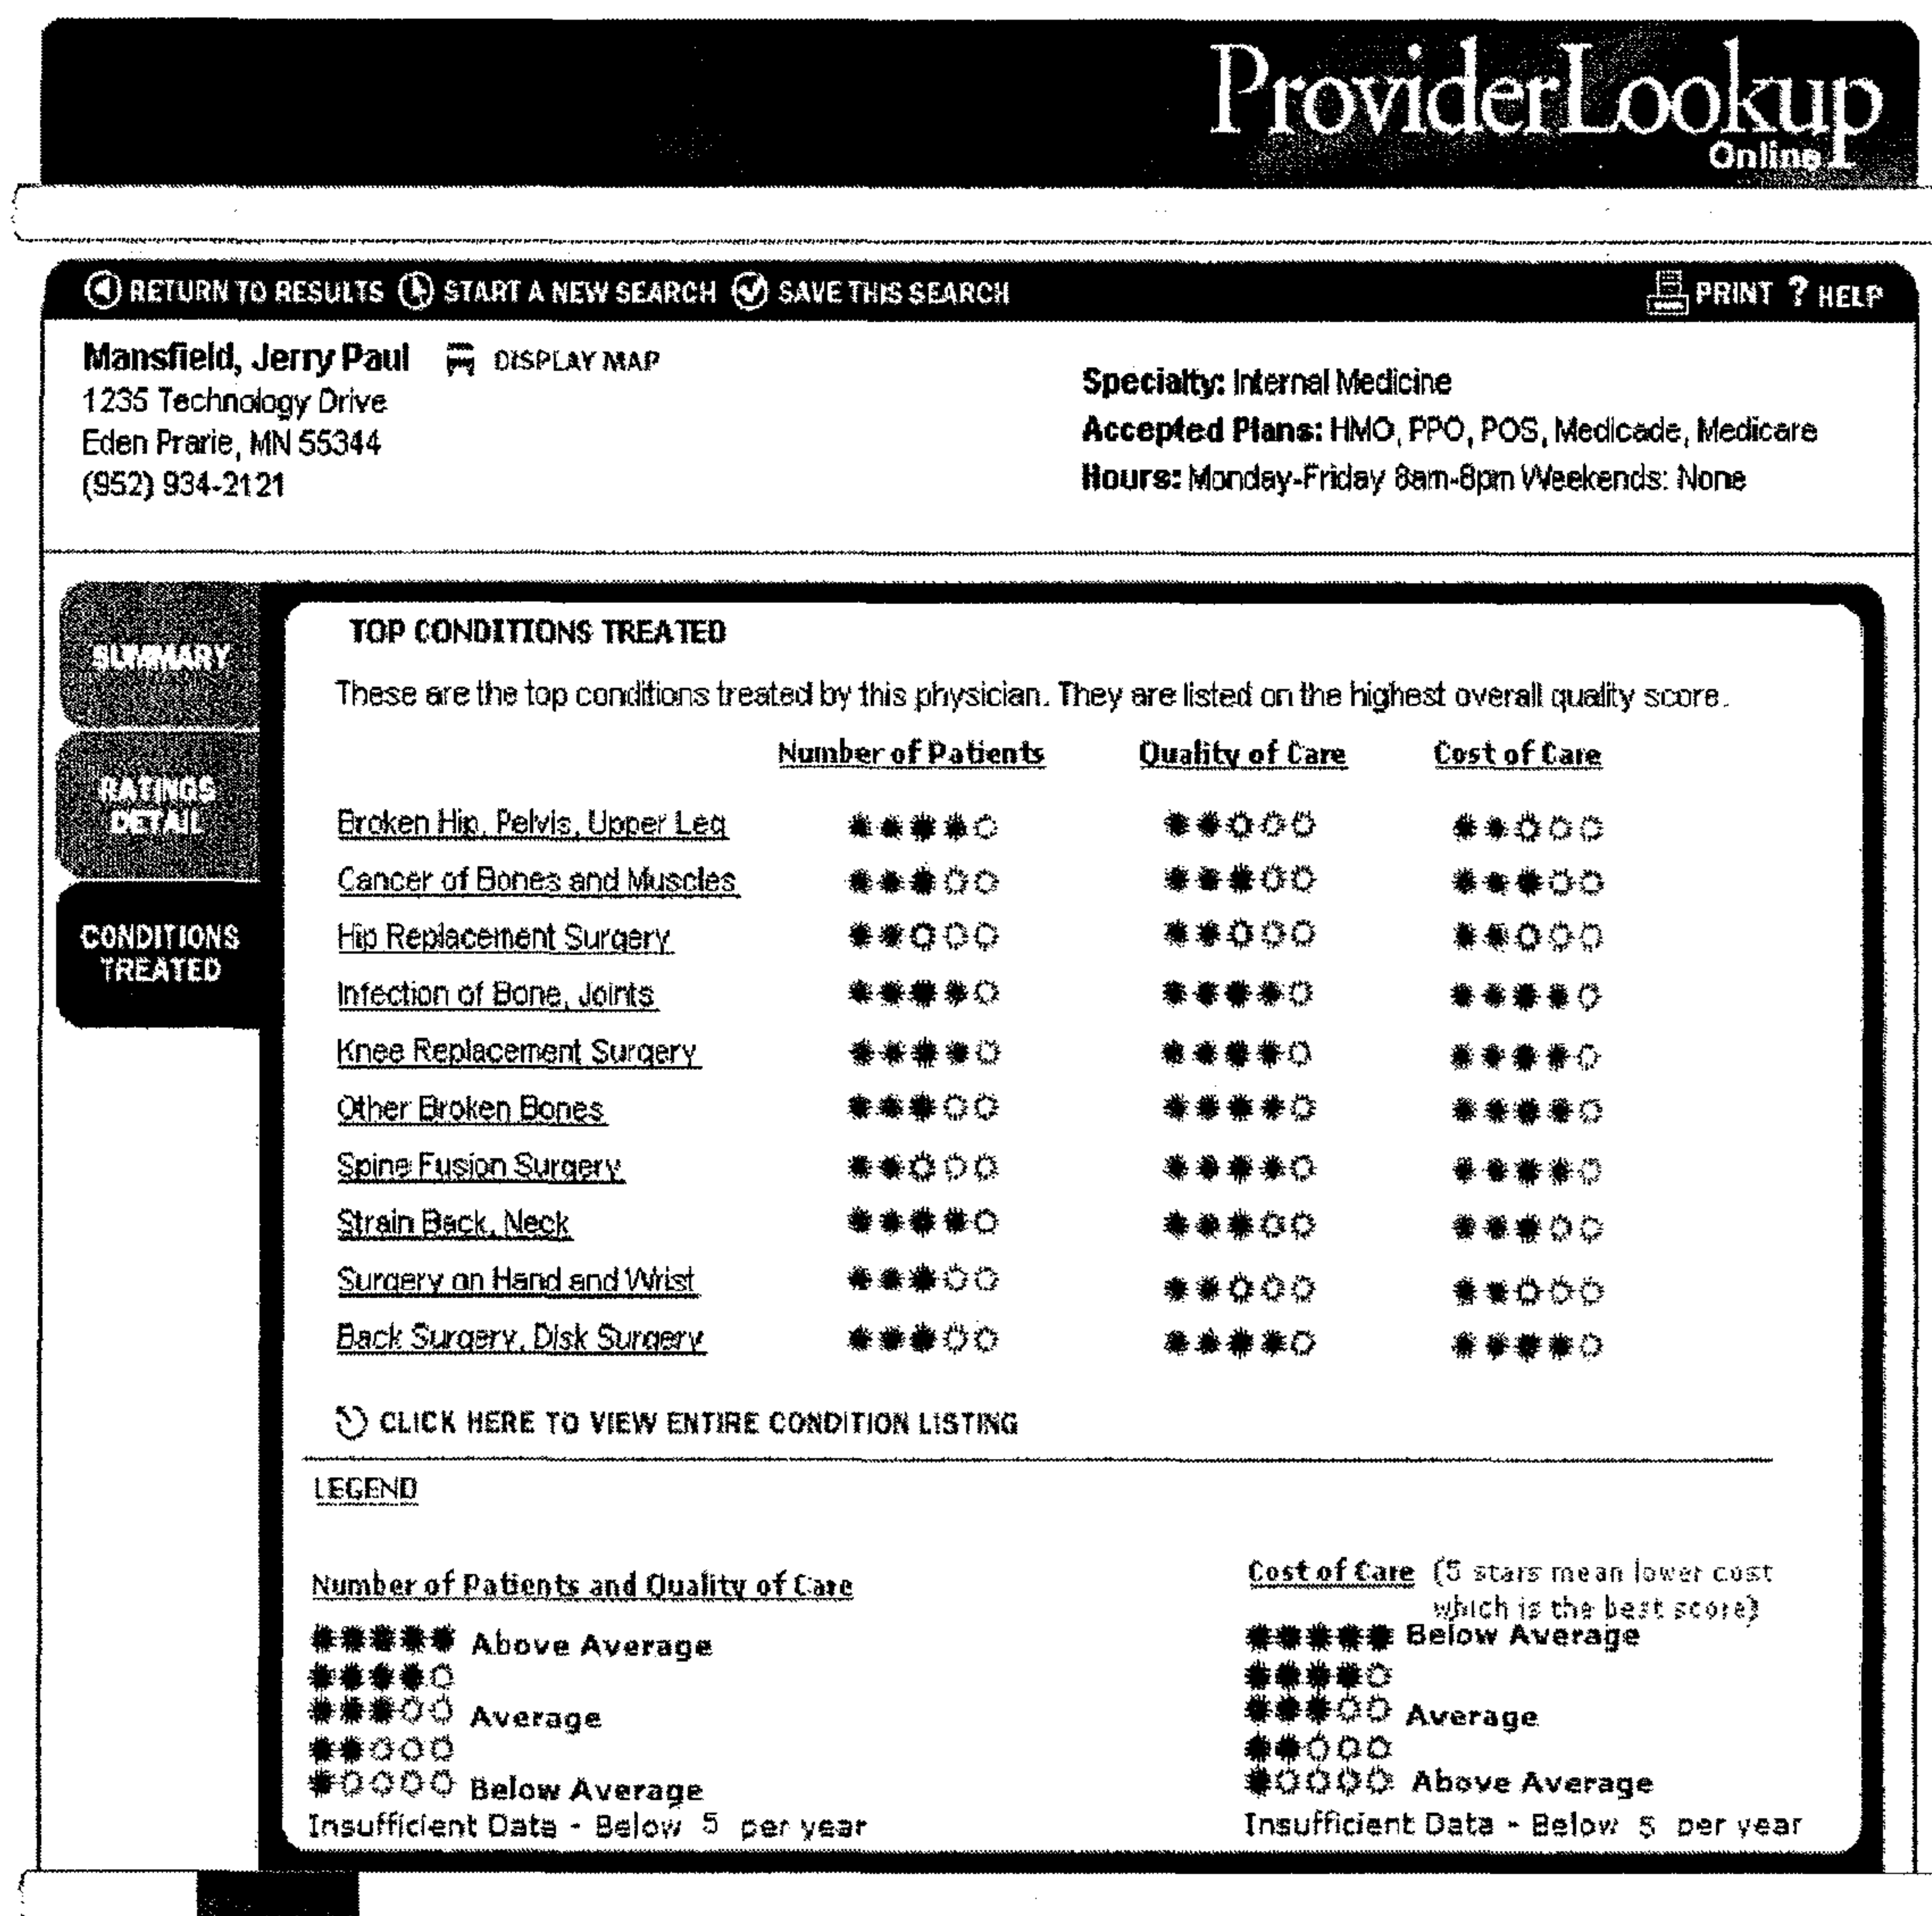 ProviderLookup
Online
RETURN TO RESULTS START A NEW SEARCH SAVE THIS SEARCH PRINT ? HELP
Mansfield, Jerry Paul DISPLAY MAP
1235 Technology Drive
Eden Prarie, MN 55344
(952) 934-2121
Specialty: Internal Medicine
Accepted Plans: HMO, PPO, POS, Medicade, Medicare
Hours: Monday-Friday 8am-8pm Weekends: None
SUMMARY
RATINGS
DETAIL
CONDITIONS
TREATED
TOP CONDITIONS TREATED
These are the top conditions treated by this physician. They are listed on the highest overall quality score.
Number of Patients Quality of Care Cost of Care
Broken Hip, Pelvis, Upper Leg
Cancer of Bones and Muscles
Hip Replacement Surgery
Infection of Bone, Joints
Knee Replacement Surgery
Other Broken Bones
Spine Fusion Surgery
Strain Back, Neck
Surgery on Hand and Wrist
Back Surgery, Disk Surgery
CLICK HERE TO VIEW ENTIRE CONDITION LISTING
LEGEND
Number of Patients and Quality of Care
Above Average
Average
Below Average
Insufficient Data - Below 5 per year
Cost of Care (5 stars mean lower cost
which is the best score)
Below Average
Average
Above Average
Insufficient Data - Below 5 per year